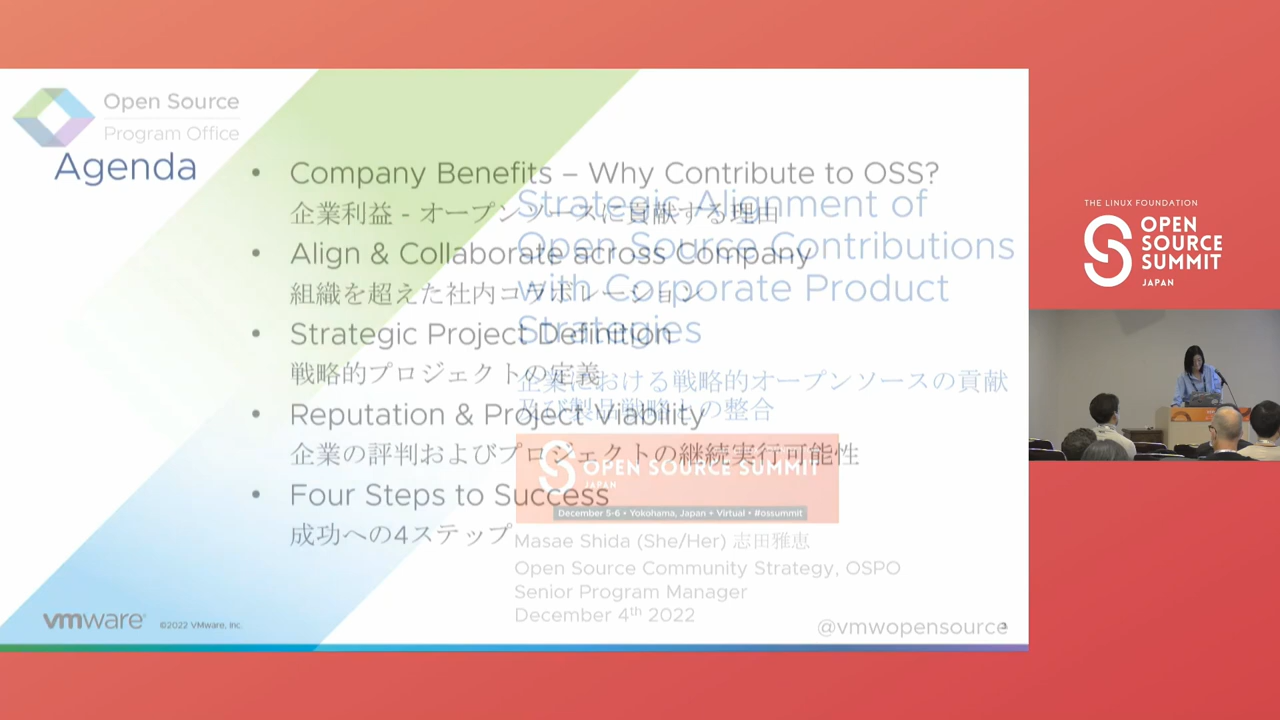 Open Source
Program Office
Agenda
• Company Benefits – Why Contribute to OSS?
企業利益 - オープンソースに貢献する理由
• Align & Collaborate across Company
組織を超えた社内コラボレーション
• Strategic Project Definition
戦略的プロジェクトの定義
• Reputation & Project Viability
企業の評判およびプロジェクトの継続実行可能性
• Four Steps to Success
成功への4ステップ
Strategic Alignment of
Open Source Contributions
with Corporate Product
Strategies
企業における戦略的オープンソースの貢献
及び製品戦略との整合
OPEN SOURCE SUMMIT
JAPAN
December 5-6 • Yokohama, Japan + Virtual • #ossummit
Masae Shida (She/Her) 志田雅恵
Open Source Community Strategy, OSPO
Senior Program Manager
December 4th 2022
@vmwopensource
vmware® ©2022 VMware, Inc.
THE LINUX FOUNDATION
OPEN
SOURCE
SUMMIT
JAPAN